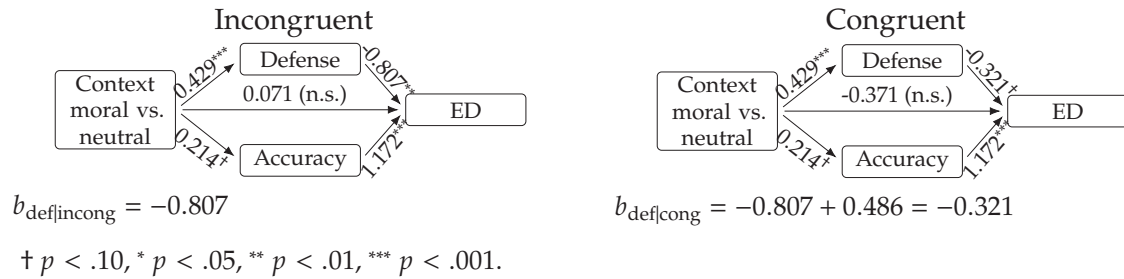 Incongruent
Context
moral vs.
neutral
0.429***
Defense
-0.807**
0.071 (n.s.)
ED
0.214†
Accuracy
1.172***
b_def|incong = −0.807
Congruent
Context
moral vs.
neutral
0.429***
Defense
-0.321†
-0.371 (n.s.)
ED
0.214†
Accuracy
1.172***
b_def|cong = −0.807 + 0.486 = −0.321
† p < .10, * p < .05, ** p < .01, *** p < .001.